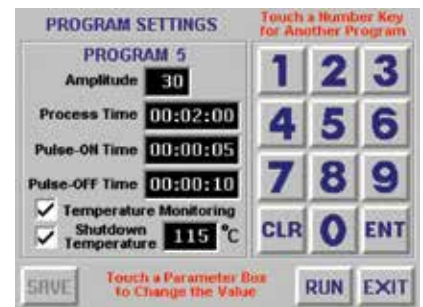 PROGRAM SETTINGS
Touch a Number Key
for Another Program
PROGRAM 5
Amplitude 30
Process Time 00:02:00
Pulse-ON Time 00:00:05
Pulse-OFF Time 00:00:10
Temperature Monitoring
Shutdown
Temperature 115 °C
1 2 3
4 5 6
7 8 9
CLR 0 ENT
SAVE
Touch a Parameter Box
to Change the Value
RUN EXIT